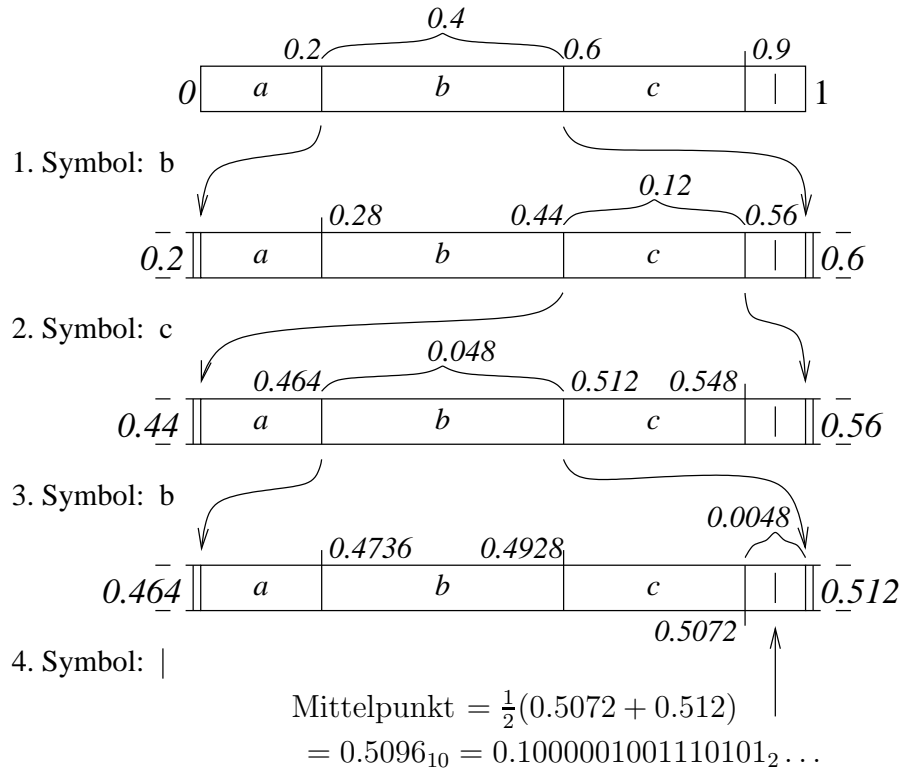 0.4
0.2 0.6 0.9
0 a b c | 1
1. Symbol: b
0.12
0.28 0.44 0.56
0.2 a b c | 0.6
2. Symbol: c
0.048
0.464 0.512 0.548
0.44 a b c | 0.56
3. Symbol: b
0.0048
0.4736 0.4928
0.464 a b c | 0.512
0.5072
4. Symbol: |
Mittelpunkt = ½(0.5072 + 0.512)
= 0.5096₁₀ = 0.1000001001110101₂ . . .